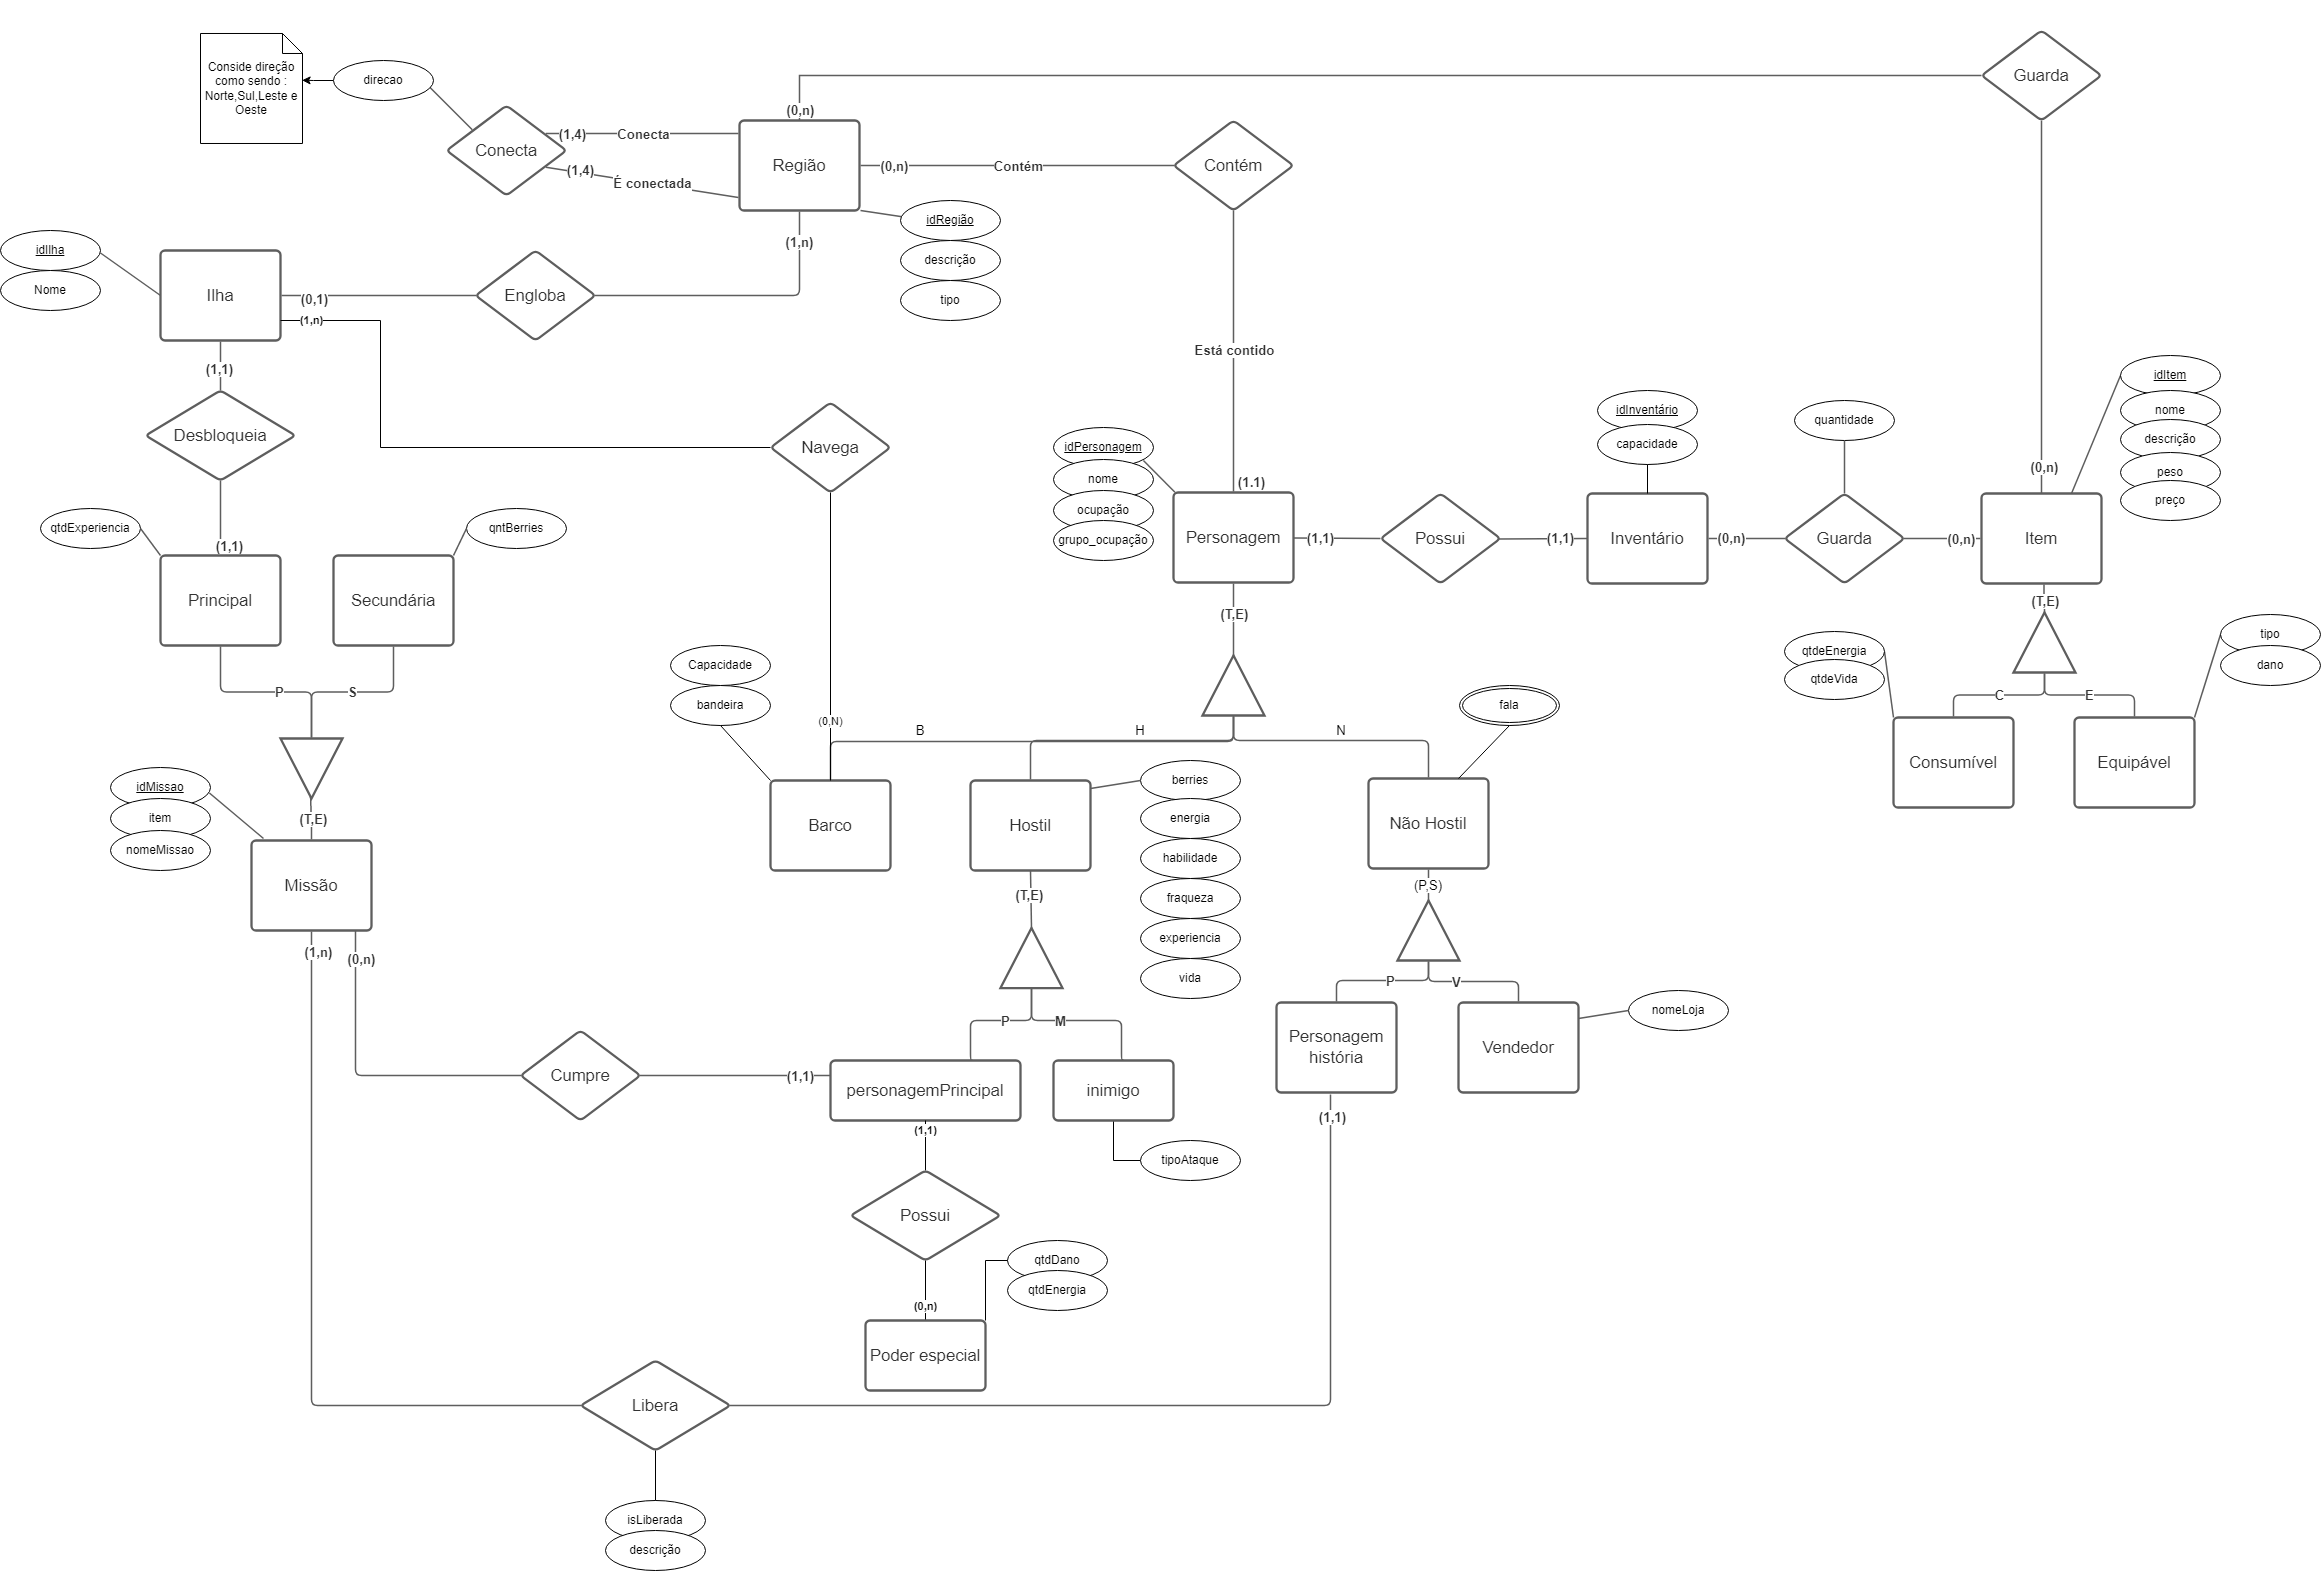 Conside direção
como sendo :
Norte,Sul,Leste e
Oeste
direcao
Conecta
(1,4)
Conecta
(1,4)
É conectada
(0,n)
Região
(0,n)
Contém
Contém
Guarda
idRegião
descrição
tipo
(1,n)
idIlha
Nome
Ilha
(0,1)
(1,n)
Engloba
(1,1)
Desbloqueia
(1,1)
Navega
Está contido
(1.1)
idPersonagem
nome
ocupação
grupo_ocupação
Personagem
(1,1)
Possui
(1,1)
idInventário
capacidade
Inventário
(0,n)
quantidade
Guarda
(0,n)
(0,n)
Item
idItem
nome
descrição
peso
preço
(T,E)
qtdeEnergia
qtdeVida
tipo
dano
C
E
Consumível
Equipável
qtdExperiencia
qntBerries
Principal
Secundária
P
S
(T,E)
idMissao
item
nomeMissao
Missão
(1,n)
(0,n)
Capacidade
bandeira
(0,N)
(T,E)
B
H
N
fala
Barco
Hostil
Não Hostil
berries
energia
habilidade
fraqueza
experiencia
vida
(T,E)
(P,S)
P
M
P
V
Personagem
história
Vendedor
nomeLoja
Cumpre
(1,1)
personagemPrincipal
inimigo
tipoAtaque
(1,1)
(1,1)
Possui
qtdDano
qtdEnergia
(0,n)
Poder especial
Libera
isLiberada
descrição